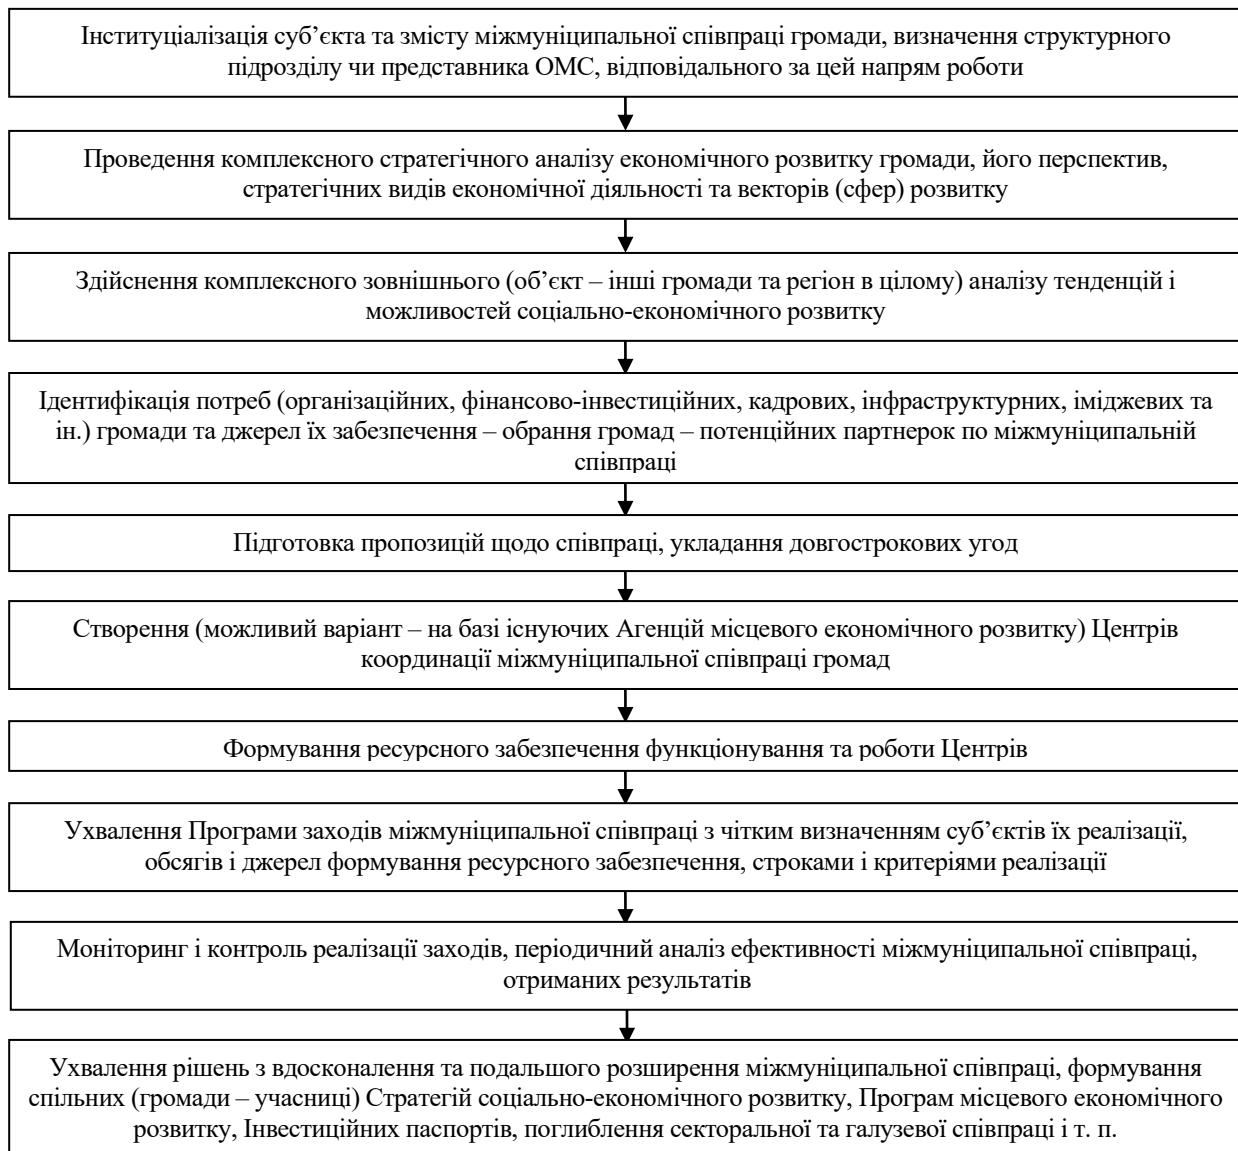 Інституціалізація суб’єкта та змісту міжмуніципальної співпраці громади, визначення структурного
підрозділу чи представника ОМС, відповідального за цей напрям роботи
Проведення комплексного стратегічного аналізу економічного розвитку громади, його перспектив,
стратегічних видів економічної діяльності та векторів (сфер) розвитку
Здійснення комплексного зовнішнього (об’єкт – інші громади та регіон в цілому) аналізу тенденцій і
можливостей соціально-економічного розвитку
Ідентифікація потреб (організаційних, фінансово-інвестиційних, кадрових, інфраструктурних, іміджевих та
ін.) громади та джерел їх забезпечення – обрання громад – потенційних партнерок по міжмуніципальній
співпраці
Підготовка пропозицій щодо співпраці, укладання довгострокових угод
Створення (можливий варіант – на базі існуючих Агенцій місцевого економічного розвитку) Центрів
координації міжмуніципальної співпраці громад
Формування ресурсного забезпечення функціонування та роботи Центрів
Ухвалення Програми заходів міжмуніципальної співпраці з чітким визначенням суб’єктів їх реалізації,
обсягів і джерел формування ресурсного забезпечення, строками і критеріями реалізації
Моніторинг і контроль реалізації заходів, періодичний аналіз ефективності міжмуніципальної співпраці,
отриманих результатів
Ухвалення рішень з вдосконалення та подальшого розширення міжмуніципальної співпраці, формування
спільних (громади – учасниці) Стратегій соціально-економічного розвитку, Програм місцевого економічного
розвитку, Інвестиційних паспортів, поглиблення секторальної та галузевої співпраці і т. п.